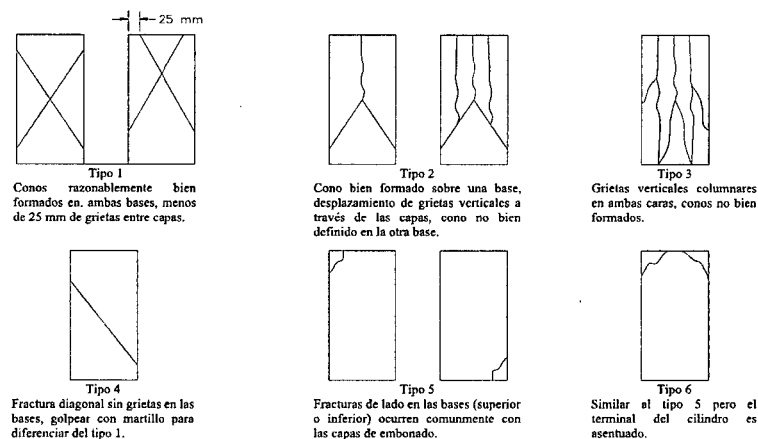 25 mm
Tipo 1
Conos razonablemente bien
formados en. ambas bases, menos
de 25 mm de grietas entre capas.
Tipo 2
Cono bien formado sobre una base,
desplazamiento de grietas verticales a
través de las capas, cono no bien
definido en la otra base.
Tipo 3
Grietas verticales columnares
en ambas caras, conos no bien
formados.
Tipo 4
Fractura diagonal sin grietas en las
bases, golpear con martillo para
diferenciar del tipo 1.
Tipo 5
Fracturas de lado en las bases (superior
o inferior) ocurren comunmente con
las capas de embonado.
Tipo 6
Similar al tipo 5 pero el
terminal del cilindro es
asentuado.